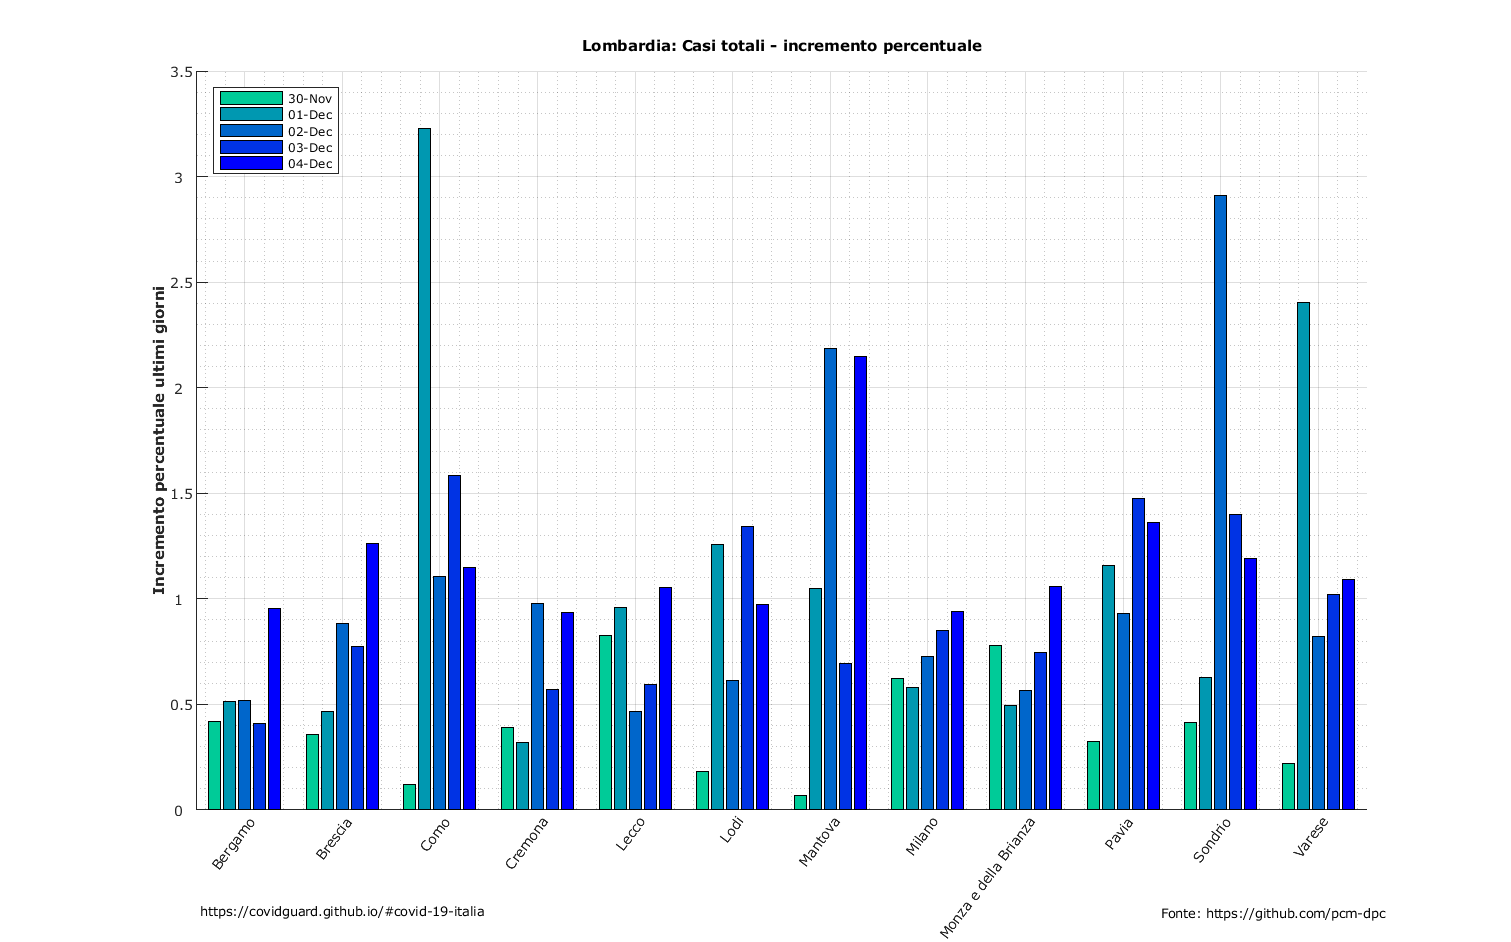 Lombardia: Casi totali - incremento percentuale
3.5
3
2.5
2
1.5
1
0.5
0
Incremento percentuale ultimi giorni
30-Nov
01-Dec
02-Dec
03-Dec
04-Dec
Bergamo
Brescia
Como
Cremona
Lecco
Lodi
Mantova
Milano
Monza e della Brianza
Pavia
Sondrio
Varese
https://covidguard.github.io/#covid-19-italia
Fonte: https://github.com/pcm-dpc